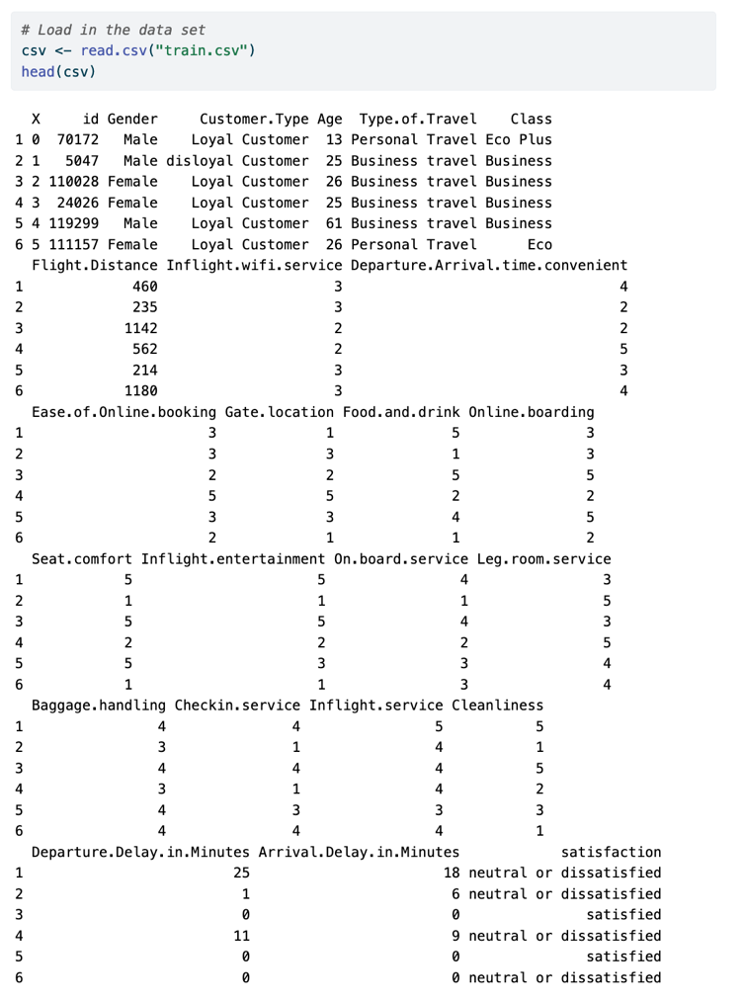 # Load in the data set
csv <- read.csv("train.csv")
head(csv)
X id Gender Customer.Type Age Type.of.Travel Class
1 0 70172 Male Loyal Customer 13 Personal Travel Eco Plus
2 1 5047 Male disloyal Customer 25 Business travel Business
3 2 110028 Female Loyal Customer 26 Business travel Business
4 3 24026 Female Loyal Customer 25 Business travel Business
5 4 119299 Male Loyal Customer 61 Business travel Business
6 5 111157 Female Loyal Customer 26 Personal Travel Eco
Flight.Distance Inflight.wifi.service Departure.Arrival.time.convenient
1 460 3 4
2 235 3 2
3 1142 2 2
4 562 2 5
5 214 3 3
6 1180 3 4
Ease.of.Online.booking Gate.location Food.and.drink Online.boarding
1 3 1 5 3
2 3 3 1 3
3 2 2 5 5
4 5 5 2 2
5 3 3 4 5
6 2 1 1 2
Seat.comfort Inflight.entertainment On.board.service Leg.room.service
1 5 5 4 3
2 1 1 1 5
3 5 5 4 3
4 2 2 2 5
5 5 3 3 4
6 1 1 3 4
Baggage.handling Checkin.service Inflight.service Cleanliness
1 4 4 5 5
2 3 1 4 1
3 4 4 4 5
4 3 1 4 2
5 4 3 3 3
6 4 4 4 1
Departure.Delay.in.Minutes Arrival.Delay.in.Minutes satisfaction
1 25 18 neutral or dissatisfied
2 1 6 neutral or dissatisfied
3 0 0 satisfied
4 11 9 neutral or dissatisfied
5 0 0 satisfied
6 0 0 neutral or dissatisfied